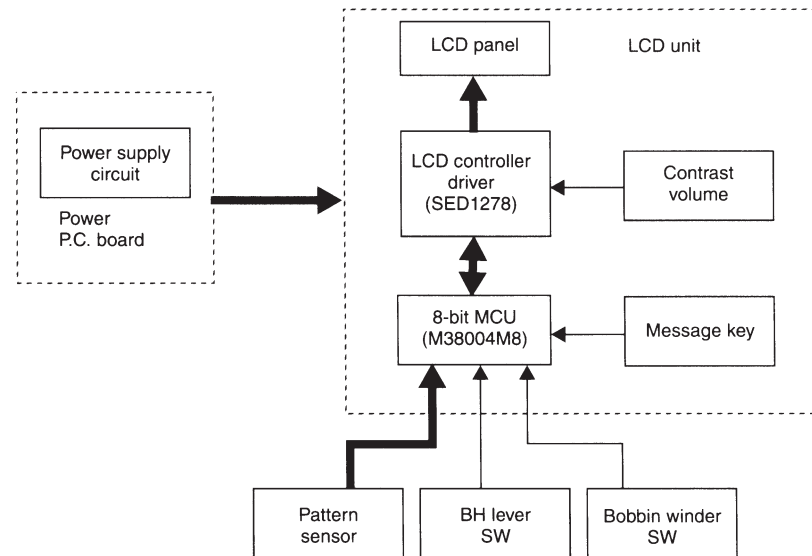 LCD panel
LCD unit
Power supply
circuit
Power
P.C. board
LCD controller
driver
(SED1278)
Contrast
volume
8-bit MCU
(M38004M8)
Message key
Pattern
sensor
BH lever
SW
Bobbin winder
SW